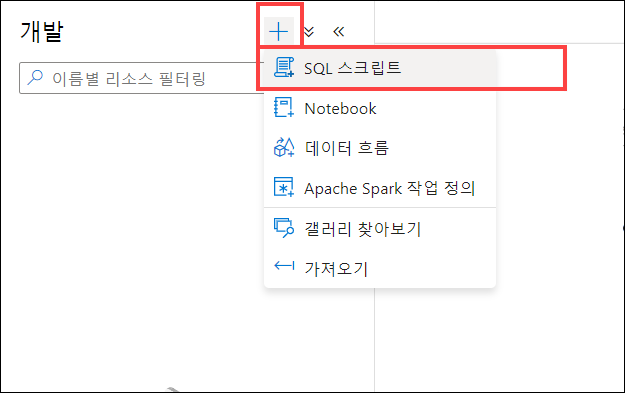 개발
이름별 리소스 필터링
SQL 스크립트
Notebook
데이터 흐름
Apache Spark 작업 정의
갤러리 찾아보기
가져오기